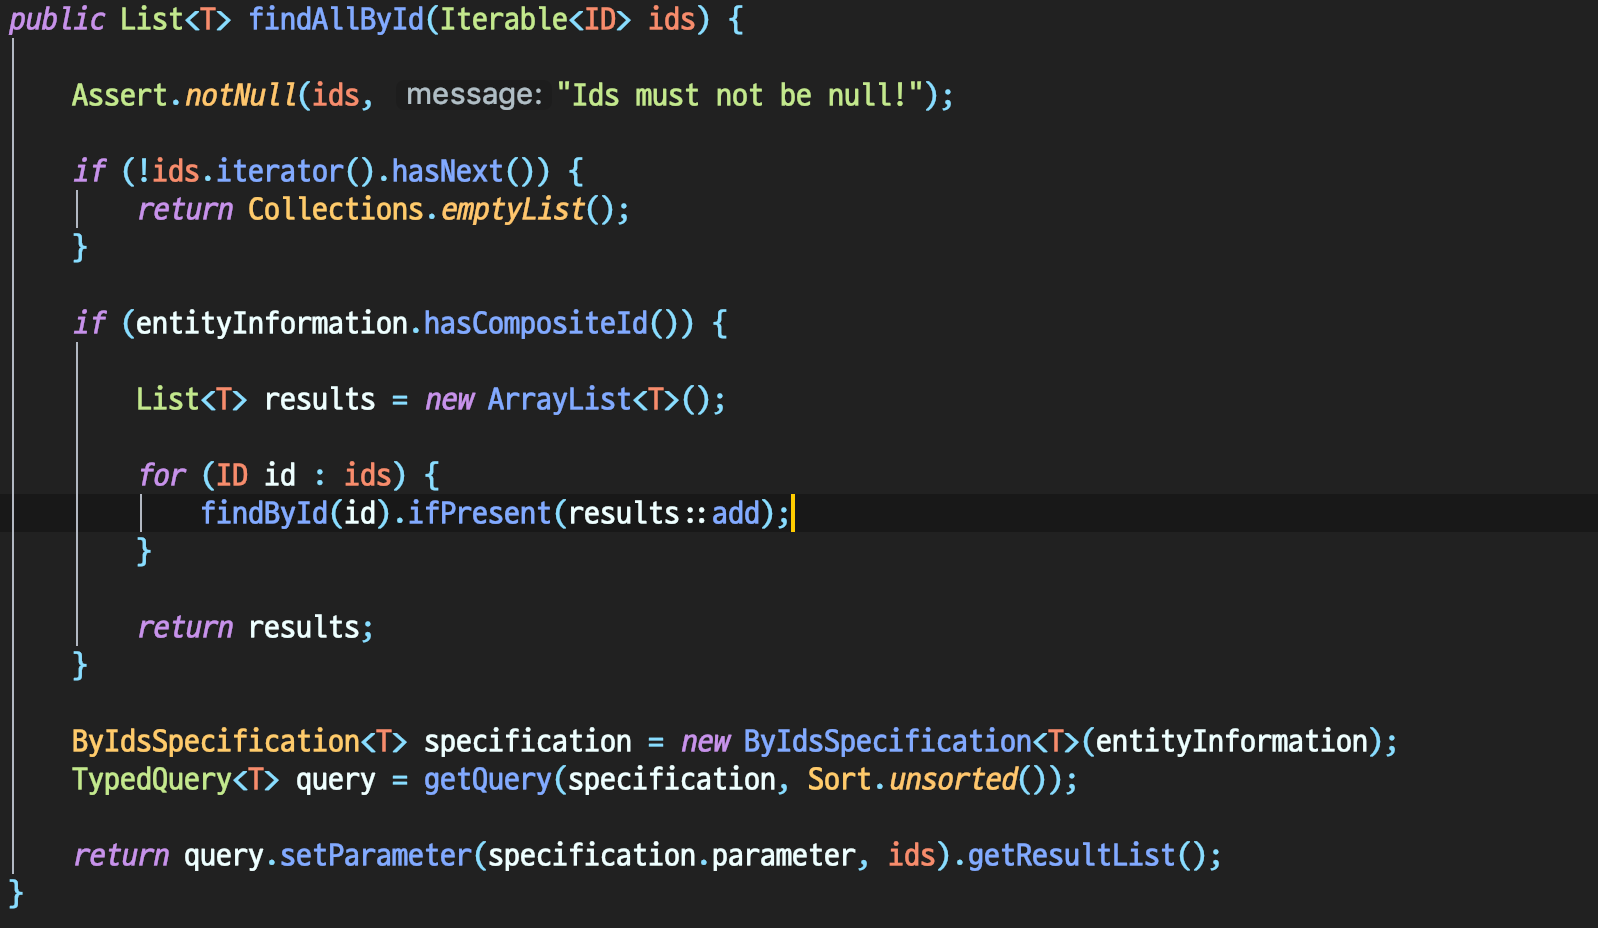 public List<T> findAllById(Iterable<ID> ids) {
Assert.notNull(ids, message: "Ids must not be null!");
if (!ids.iterator().hasNext()) {
return Collections.emptyList();
}
if (entityInformation.hasCompositeId()) {
List<T> results = new ArrayList<T>();
for (ID id : ids) {
findById(id).ifPresent(results::add);
}
return results;
}
ByIdsSpecification<T> specification = new ByIdsSpecification<T>(entityInformation);
TypedQuery<T> query = getQuery(specification, Sort.unsorted());
return query.setParameter(specification.parameter, ids).getResultList();
}